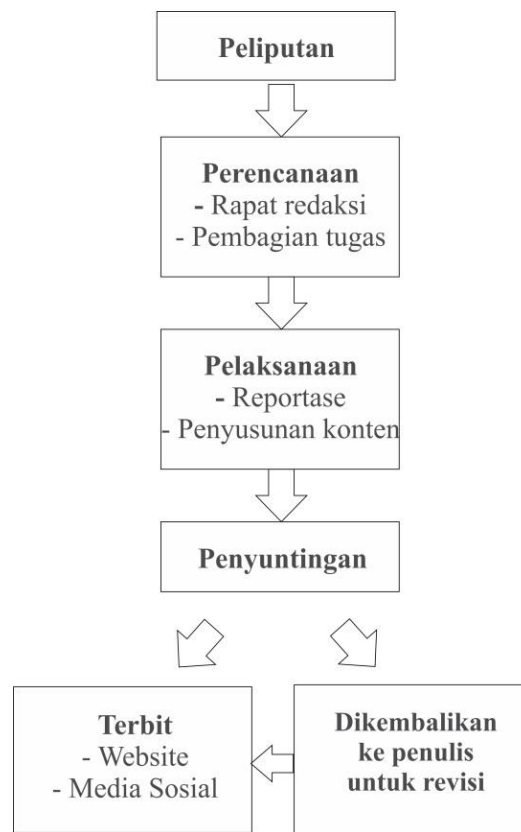 Peliputan
Perencanaan
- Rapat redaksi
- Pembagian tugas
Pelaksanaan
- Reportase
- Penyusunan konten
Penyuntingan
Terbit
- Website
- Media Sosial
Dikembalikan
ke penulis
untuk revisi